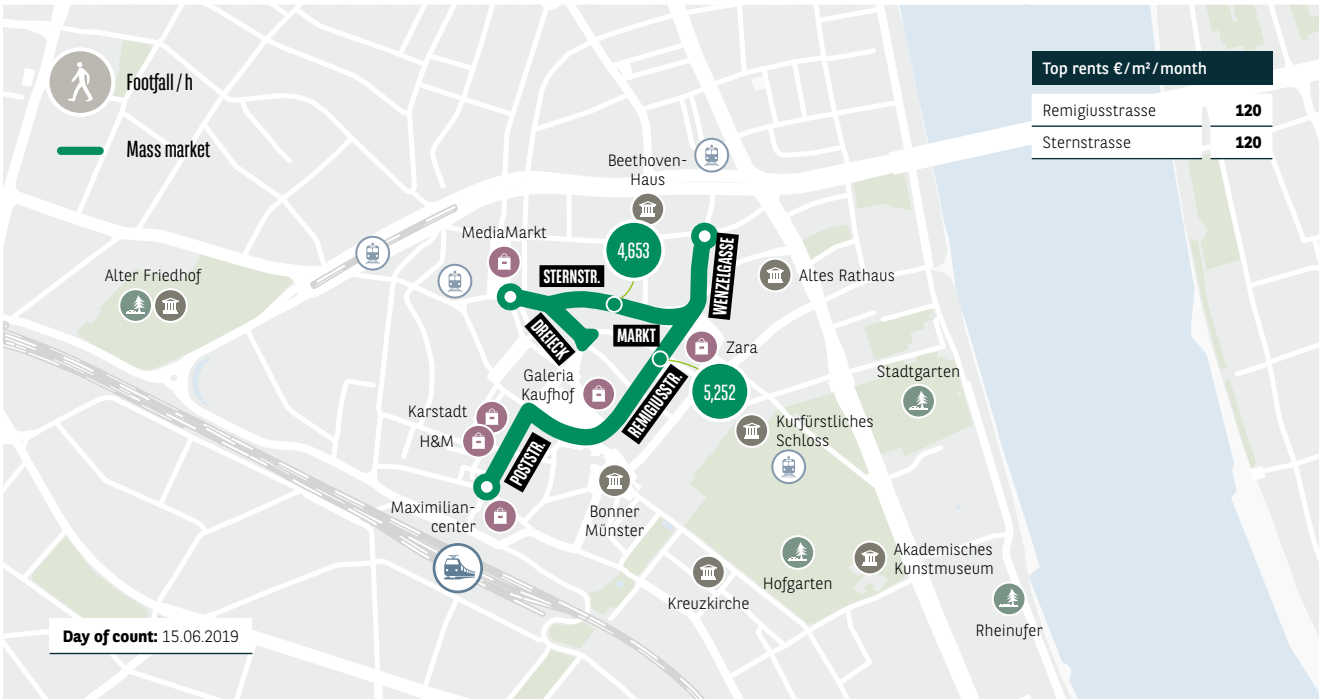 Footfall / h
Mass market
Top rents €/m²/month
Remigiusstrasse 120
Sternstrasse 120
Beethoven-
Haus
4,653
MediaMarkt
STERNSTR.
WENZELGASSE
Altes Rathaus
Alter Friedhof
DREIECK
MARKT
Zara
Galeria
Kaufhof
REMIGIUSSTR.
5,252
Stadtgarten
Karstadt
H&M
POSTSTR.
Kurfürstliches
Schloss
Maximilian-
center
Bonner
Münster
Akademisches
Kunstmuseum
Hofgarten
Kreuzkirche
Rheinufer
Day of count: 15.06.2019